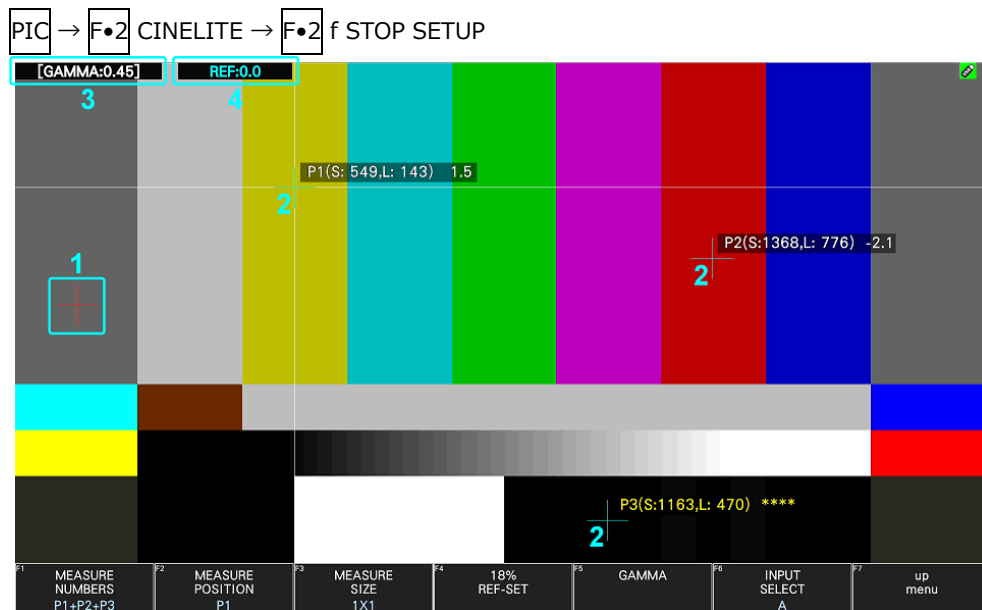 PIC → F•2 CINELITE → F•2 f STOP SETUP
[GAMMA:0.45] REF:0.0
3 4
P1(S: 549,L: 143) 1.5
2
P2(S:1368,L: 776) -2.1
1
2
P3(S:1163,L: 470) ****
2
F1 MEASURE NUMBERS P1+P2+P3
F2 MEASURE POSITION P1
F3 MEASURE SIZE 1X1
F4 18% REF-SET
F5 GAMMA
F6 INPUT SELECT A
F7 up menu